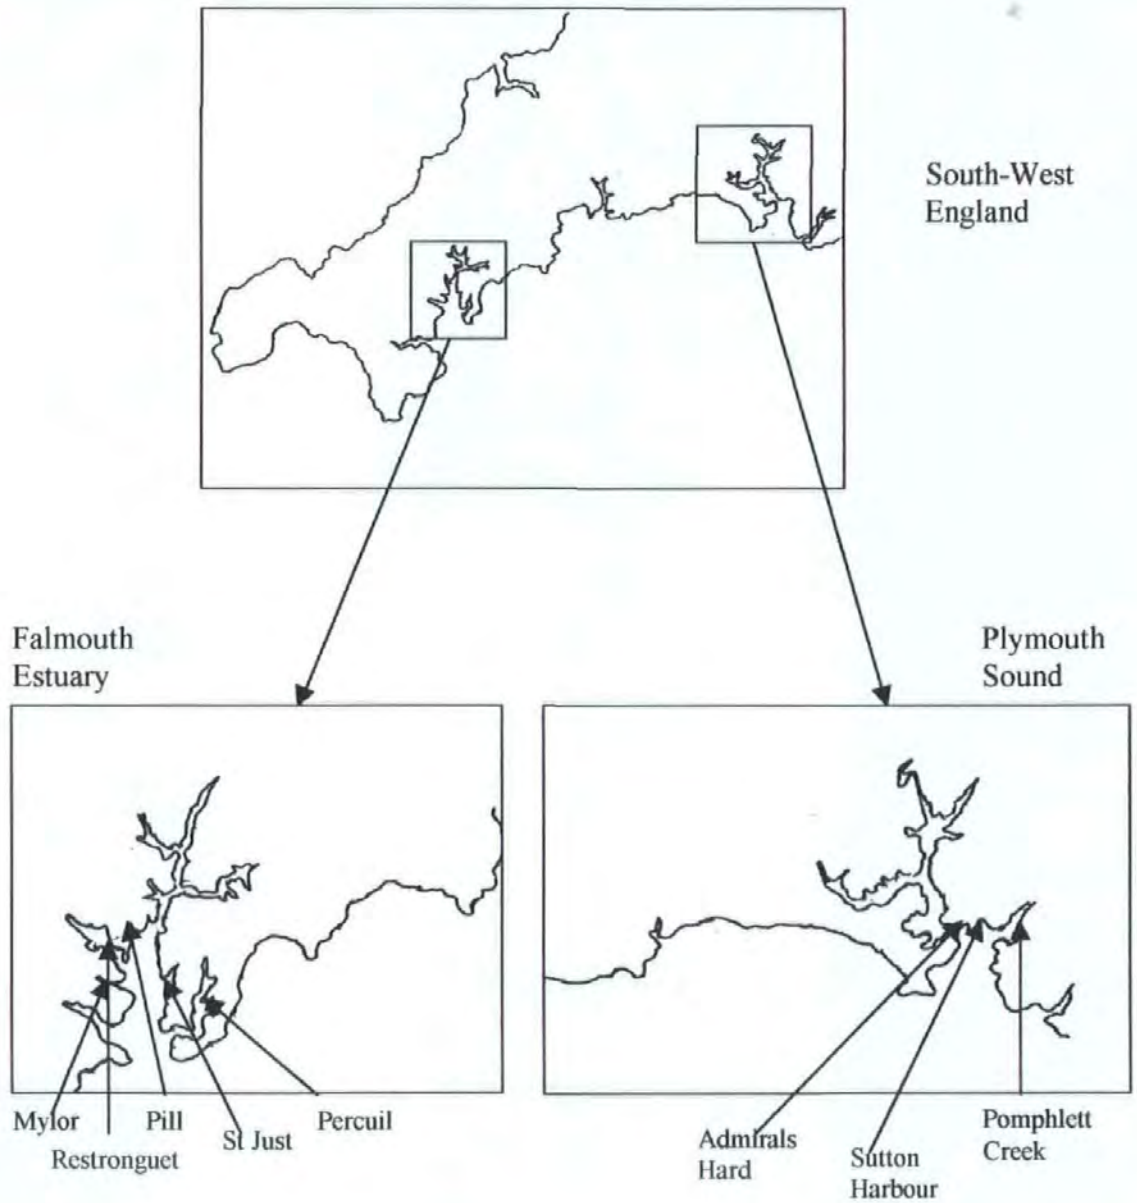 South-West
England
Falmouth
Estuary
Plymouth
Sound
Mylor
Pill
Percuil
St Just
Restronguet
Admirals
Hard
Sutton
Harbour
Pomphlett
Creek